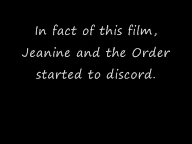 In fact of this film,
Jeanine and the Order
started to discord.